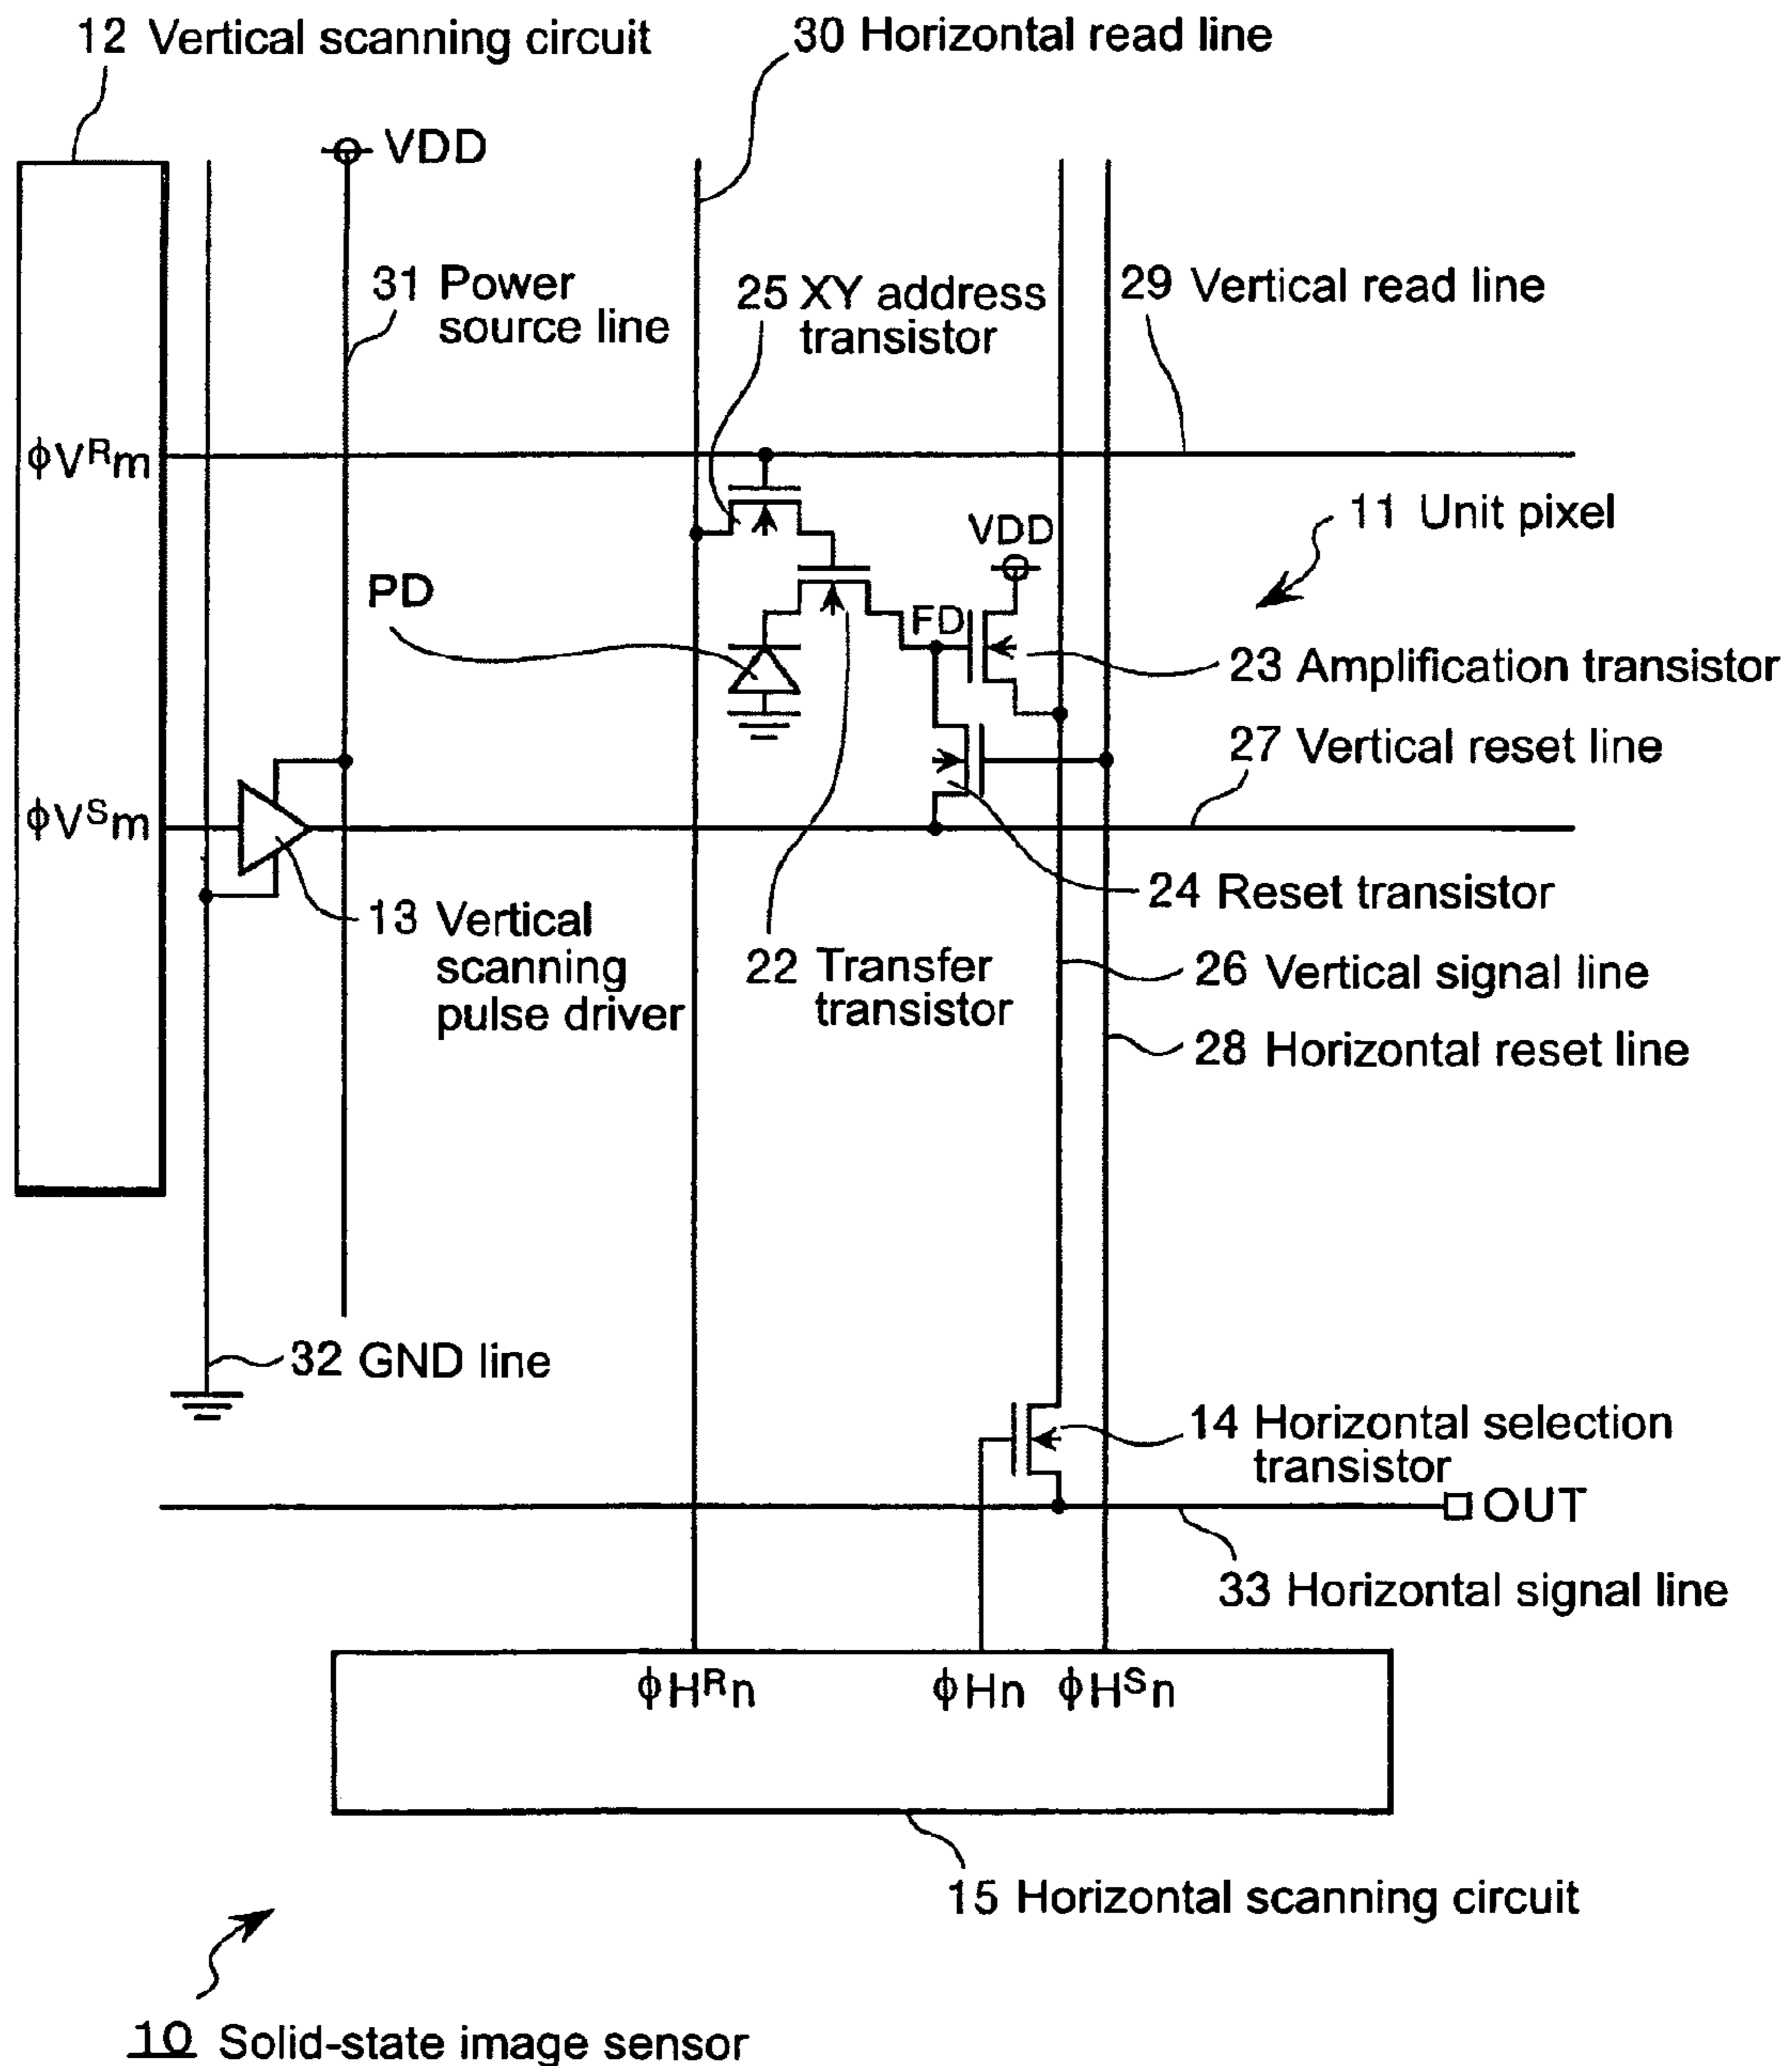 12 Vertical scanning circuit
30 Horizontal read line
VDD
31 Power
source line
25 XY address
transistor
29 Vertical read line
ϕVᴿm
11 Unit pixel
VDD
PD
FD
23 Amplification transistor
27 Vertical reset line
ϕVˢm
24 Reset transistor
13 Vertical
scanning
pulse driver
22 Transfer
transistor
26 Vertical signal line
28 Horizontal reset line
32 GND line
14 Horizontal selection
transistor
OUT
33 Horizontal signal line
ϕHᴿn
ϕHn
ϕHˢn
15 Horizontal scanning circuit
10 Solid-state image sensor